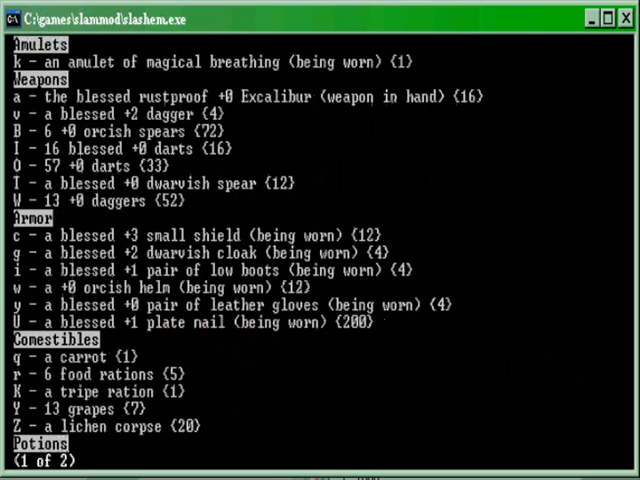 C:\games\slammod\slashem.exe
Amulets
k - an amulet of magical breathing (being worn) {1}
Weapons
a - the blessed rustproof +0 Excalibur (weapon in hand) {16}
v - a blessed +2 dagger {4}
B - 6 +0 orcish spears {72}
I - 16 blessed +0 darts {16}
O - 57 +0 darts {33}
T - a blessed +0 dwarvish spear {12}
W - 13 +0 daggers {52}
Armor
c - a blessed +3 small shield (being worn) {12}
g - a blessed +2 dwarvish cloak (being worn) {4}
i - a blessed +1 pair of low boots (being worn) {4}
w - a +0 orcish helm (being worn) {12}
y - a blessed +0 pair of leather gloves (being worn) {4}
U - a blessed +1 plate mail (being worn) {200}
Comestibles
q - a carrot {1}
r - 6 food rations {5}
K - a tripe ration {1}
Y - 13 grapes {7}
Z - a lichen corpse {20}
Potions
(1 of 2)